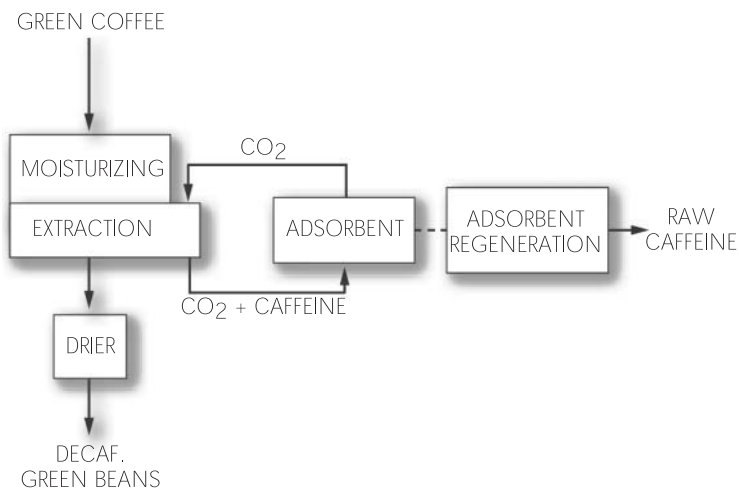 GREEN COFFEE
MOISTURIZING
EXTRACTION
CO2
ADSORBENT
ADSORBENT
REGENERATION
RAW
CAFFEINE
CO2 + CAFFEINE
DRIER
DECAF.
GREEN BEANS